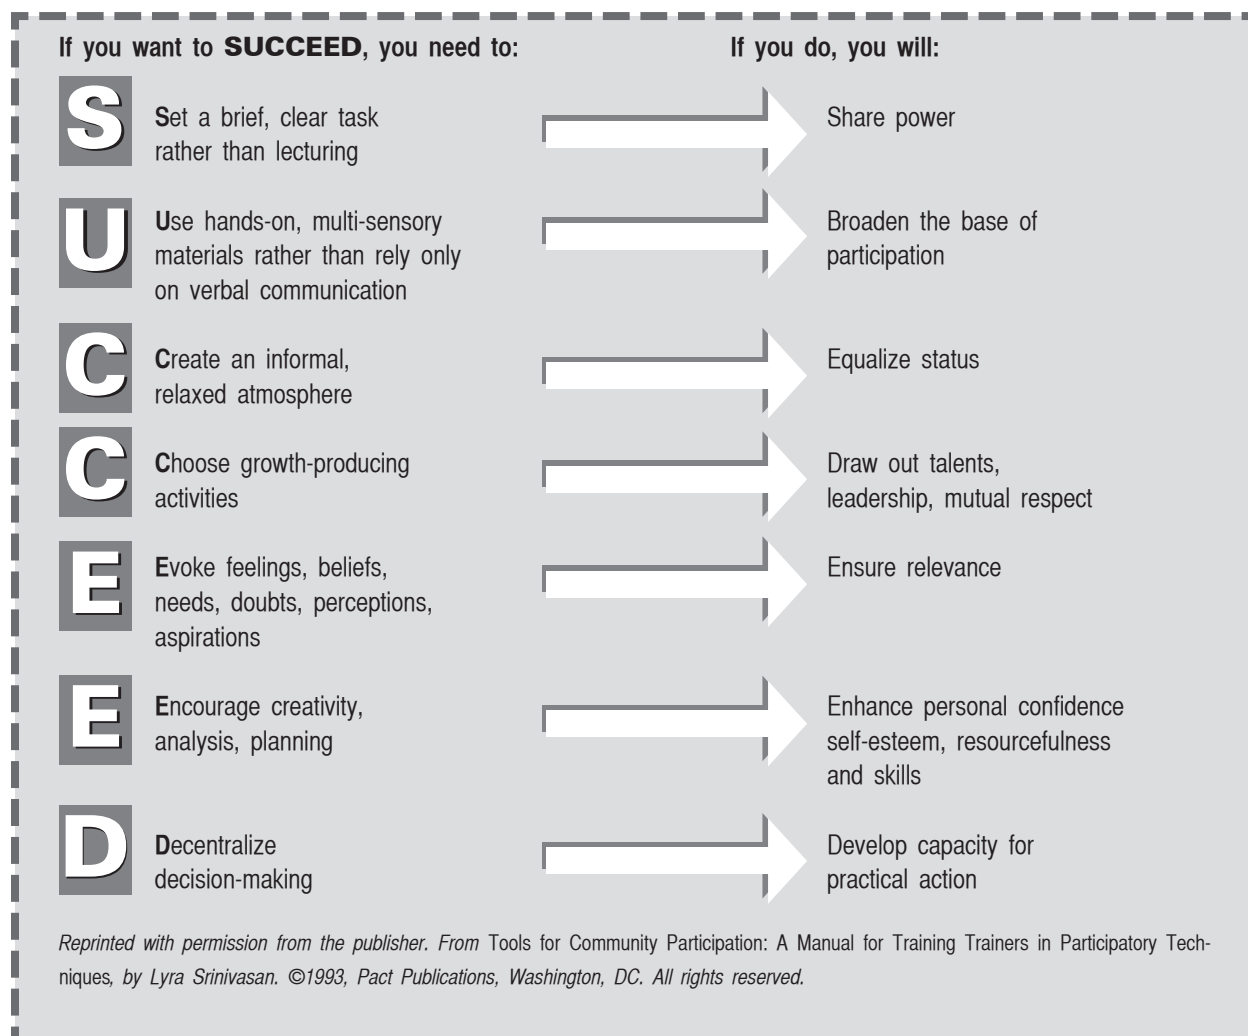 If you want to SUCCEED, you need to:
If you do, you will:
S
Set a brief, clear task
rather than lecturing
Share power
U
Use hands-on, multi-sensory
materials rather than rely only
on verbal communication
Broaden the base of
participation
C
Create an informal,
relaxed atmosphere
Equalize status
C
Choose growth-producing
activities
Draw out talents,
leadership, mutual respect
E
Evoke feelings, beliefs,
needs, doubts, perceptions,
aspirations
Ensure relevance
E
Encourage creativity,
analysis, planning
Enhance personal confidence
self-esteem, resourcefulness
and skills
D
Decentralize
decision-making
Develop capacity for
practical action
Reprinted with permission from the publisher. From Tools for Community Participation: A Manual for Training Trainers in Participatory Tech-
niques, by Lyra Srinivasan. ©1993, Pact Publications, Washington, DC. All rights reserved.